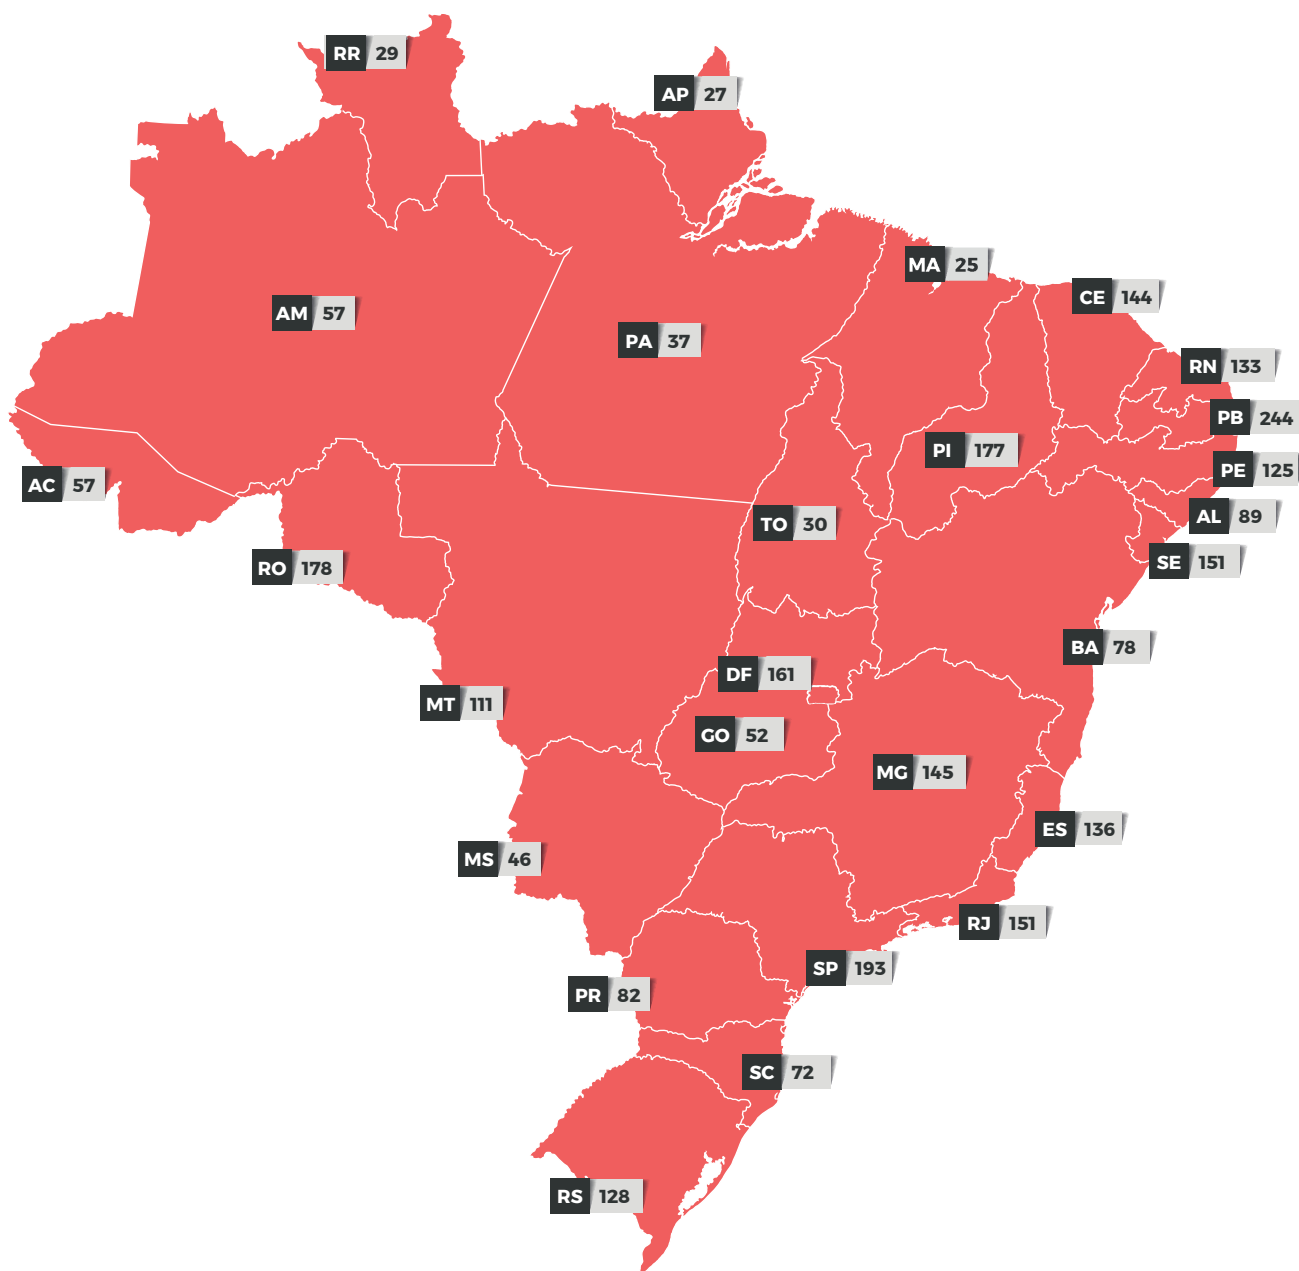 RR 29
AP 27
MA 25
CE 144
AM 57
PA 37
RN 133
PB 244
PI 177
PE 125
AC 57
AL 89
TO 30
SE 151
RO 178
BA 78
DF 161
MT 111
GO 52
MG 145
ES 136
MS 46
RJ 151
SP 193
PR 82
SC 72
RS 128